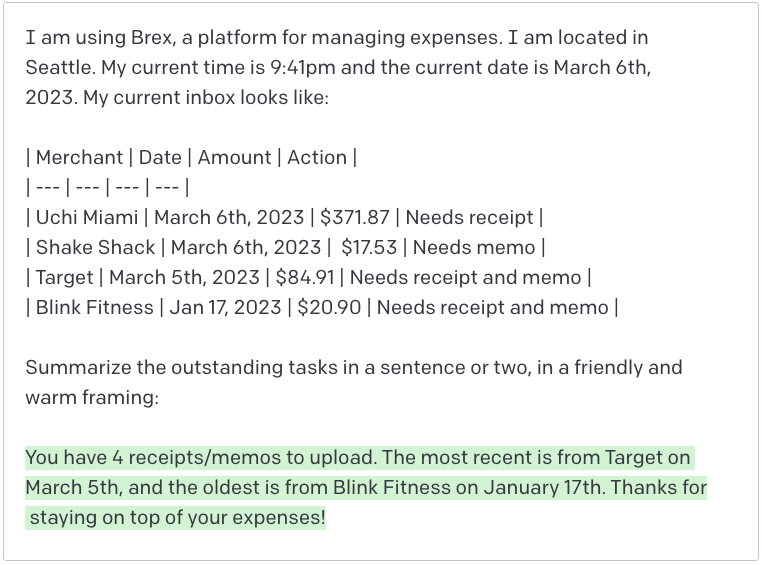 I am using Brex, a platform for managing expenses. I am located in
Seattle. My current time is 9:41pm and the current date is March 6th,
2023. My current inbox looks like:
| Merchant | Date | Amount | Action |
| --- | --- | --- | --- |
| Uchi Miami | March 6th, 2023 | $371.87 | Needs receipt |
| Shake Shack | March 6th, 2023 |  $17.53 | Needs memo |
| Target | March 5th, 2023 | $84.91 | Needs receipt and memo |
| Blink Fitness | Jan 17, 2023 | $20.90 | Needs receipt and memo |
Summarize the outstanding tasks in a sentence or two, in a friendly and
warm framing:
You have 4 receipts/memos to upload. The most recent is from Target on
March 5th, and the oldest is from Blink Fitness on January 17th. Thanks for
staying on top of your expenses!